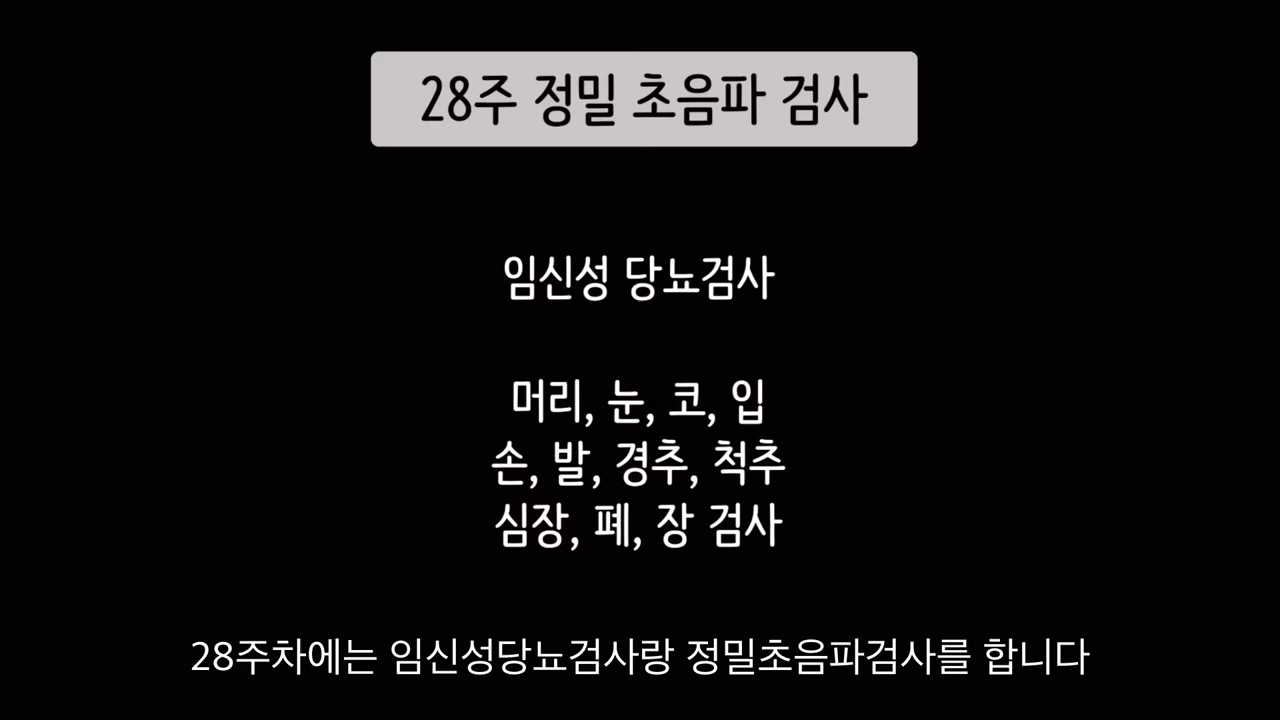 28주 정밀 초음파 검사
임신성 당뇨검사
머리, 눈, 코, 입
손, 발, 경추, 척추
심장, 폐, 장 검사
28주차에는 임신성당뇨검사랑 정밀초음파검사를 합니다